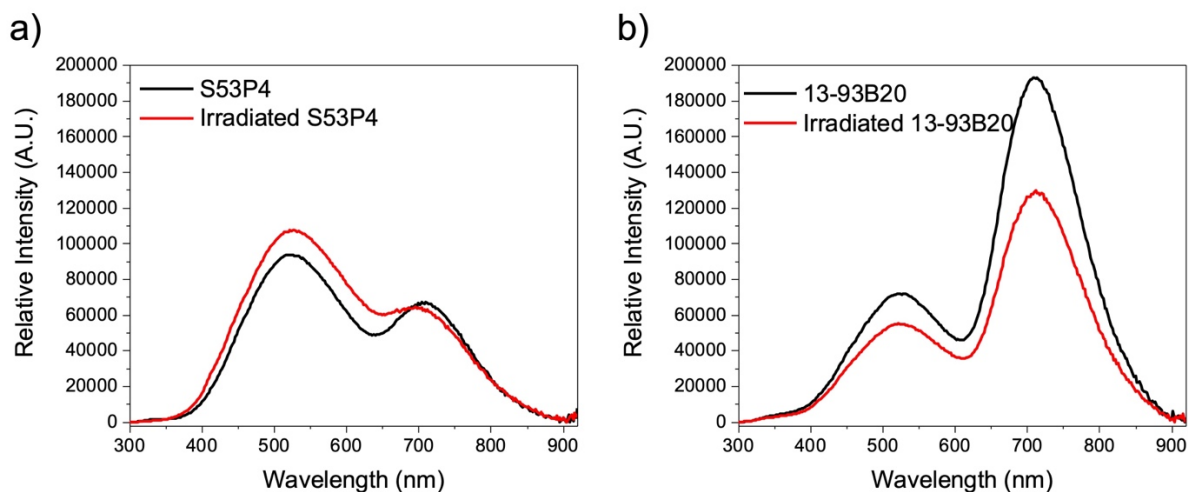 a)
Relative Intensity (A.U.)
200000
180000
160000
140000
120000
100000
80000
60000
40000
20000
0
S53P4
Irradiated S53P4
300 400 500 600 700 800 900
Wavelength (nm)
b)
Relative Intensity (A.U.)
200000
180000
160000
140000
120000
100000
80000
60000
40000
20000
0
13-93B20
Irradiated 13-93B20
300 400 500 600 700 800 900
Wavelength (nm)